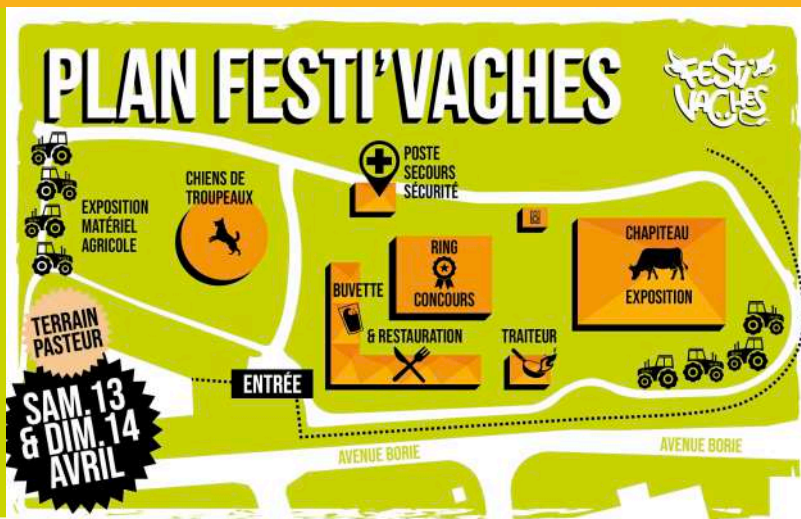 PLAN FESTI'VACHES
FESTI'
VACHES
POSTE
SECOURS
SÉCURITÉ
CHIENS DE
TROUPEAUX
EXPOSITION
MATÉRIEL
AGRICOLE
RING
CONCOURS
CHAPITEAU
EXPOSITION
BUVETTE
& RESTAURATION
TRAITEUR
TERRAIN
PASTEUR
ENTRÉE
SAM. 13
& DIM. 14
AVRIL
AVENUE BORIE
AVENUE BORIE